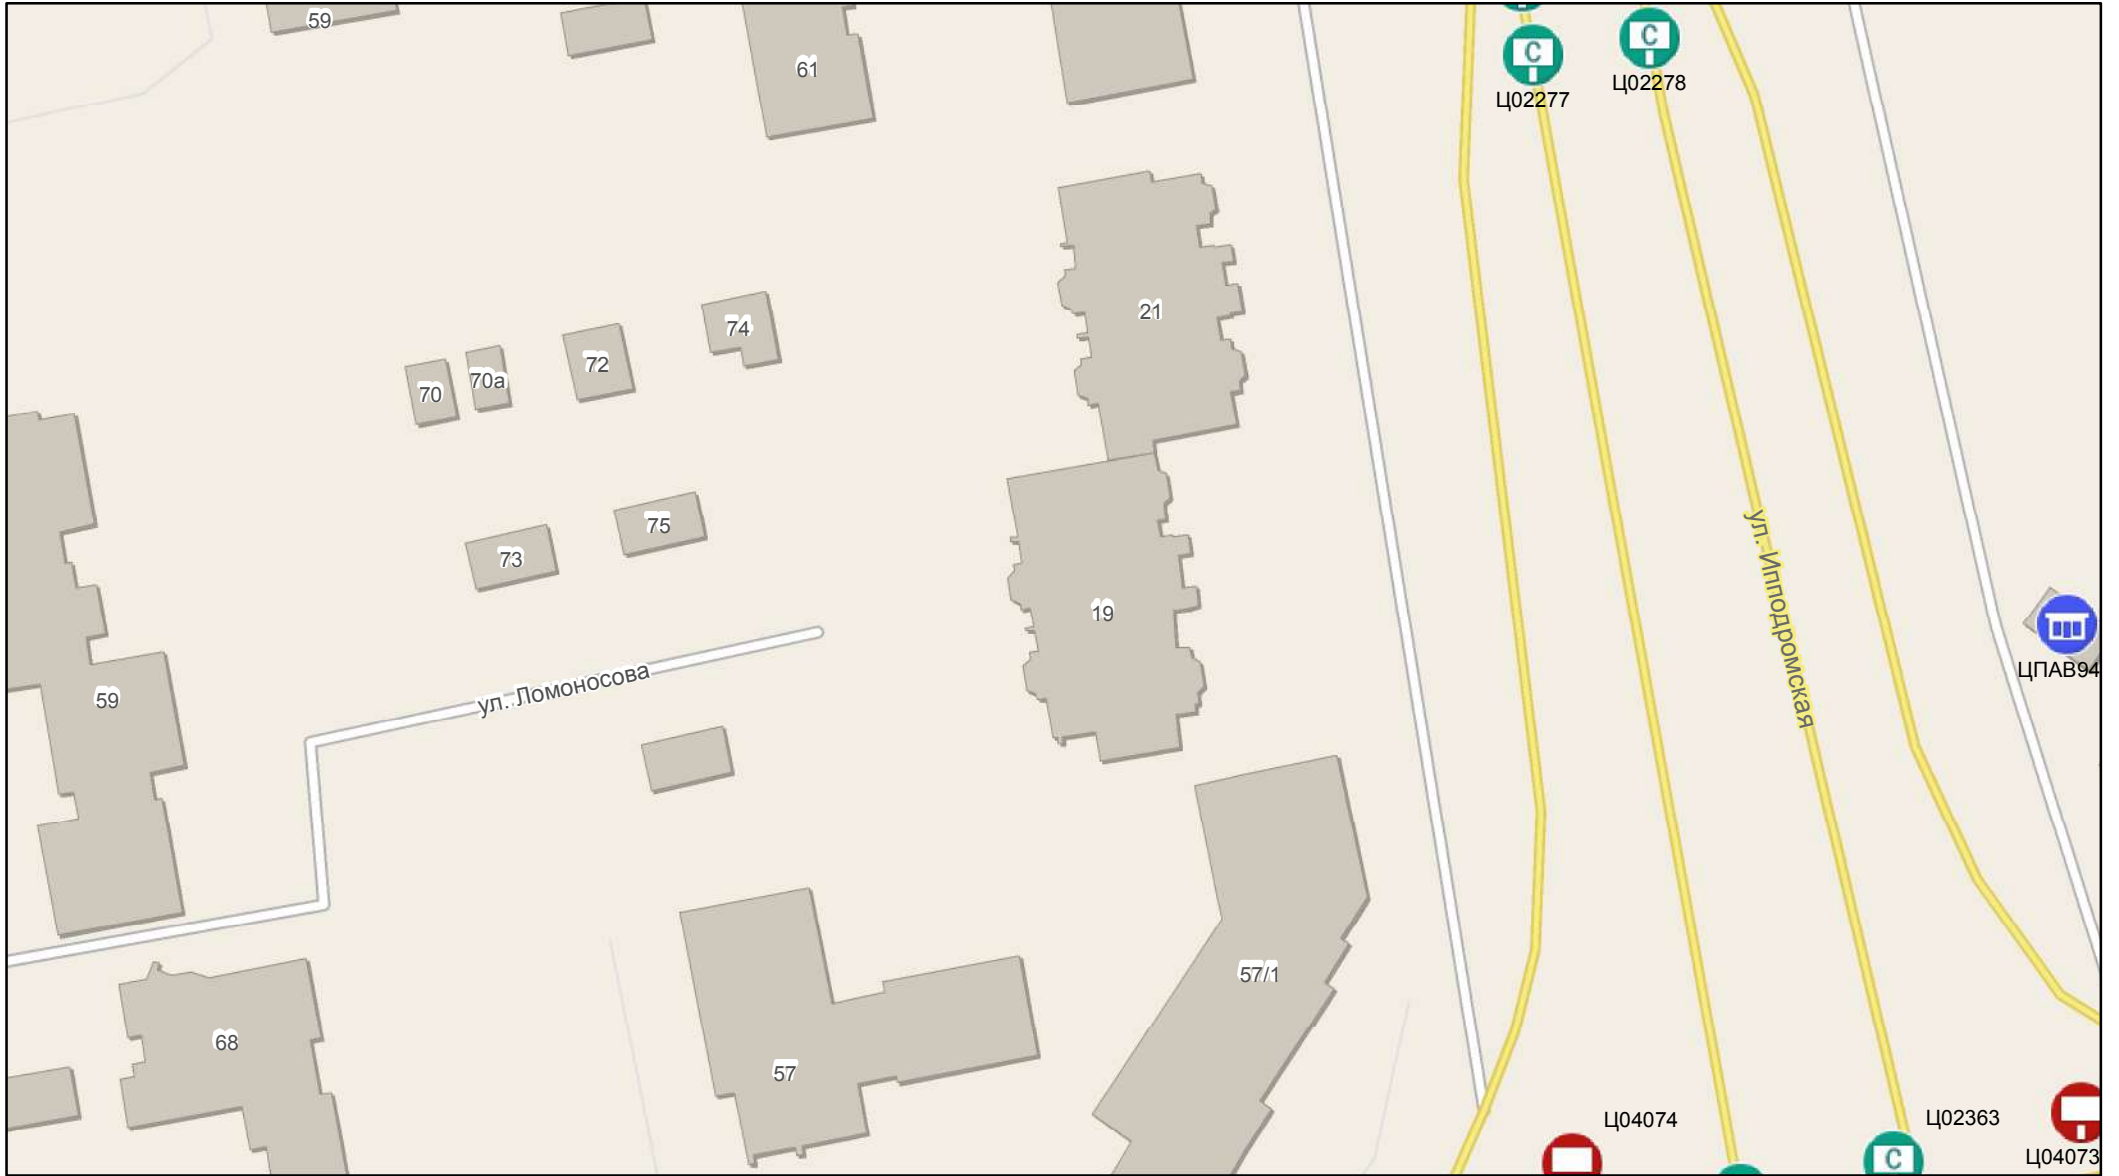 59
61
С
Ц02277
С
Ц02278
21
74
72
70а
70
75
73
19
ул. Ипподромская
ЦПАВ94
59
ул. Ломоносова
57/1
68
57
Ц04074
Ц02363
С
Ц04073